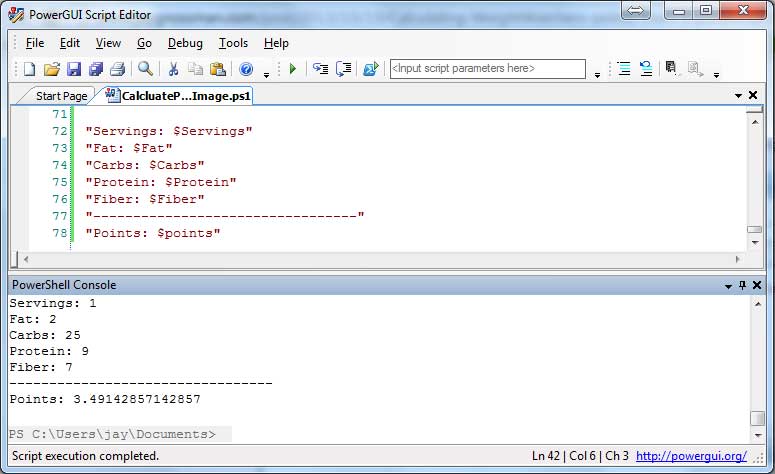 PowerGUI Script Editor
File Edit View Go Debug Tools Help
<Input script parameters here>
Start Page CalcluateP...Image.ps1
71
72 "Servings: $Servings"
73 "Fat: $Fat"
74 "Carbs: $Carbs"
75 "Protein: $Protein"
76 "Fiber: $Fiber"
77 "---------------------------------"
78 "Points: $points"
PowerShell Console
Servings: 1
Fat: 2
Carbs: 25
Protein: 9
Fiber: 7
---------------------------------
Points: 3.49142857142857
PS C:\Users\jay\Documents>
Script execution completed. Ln 42 | Col 6 | Ch 3 http://powergui.org/